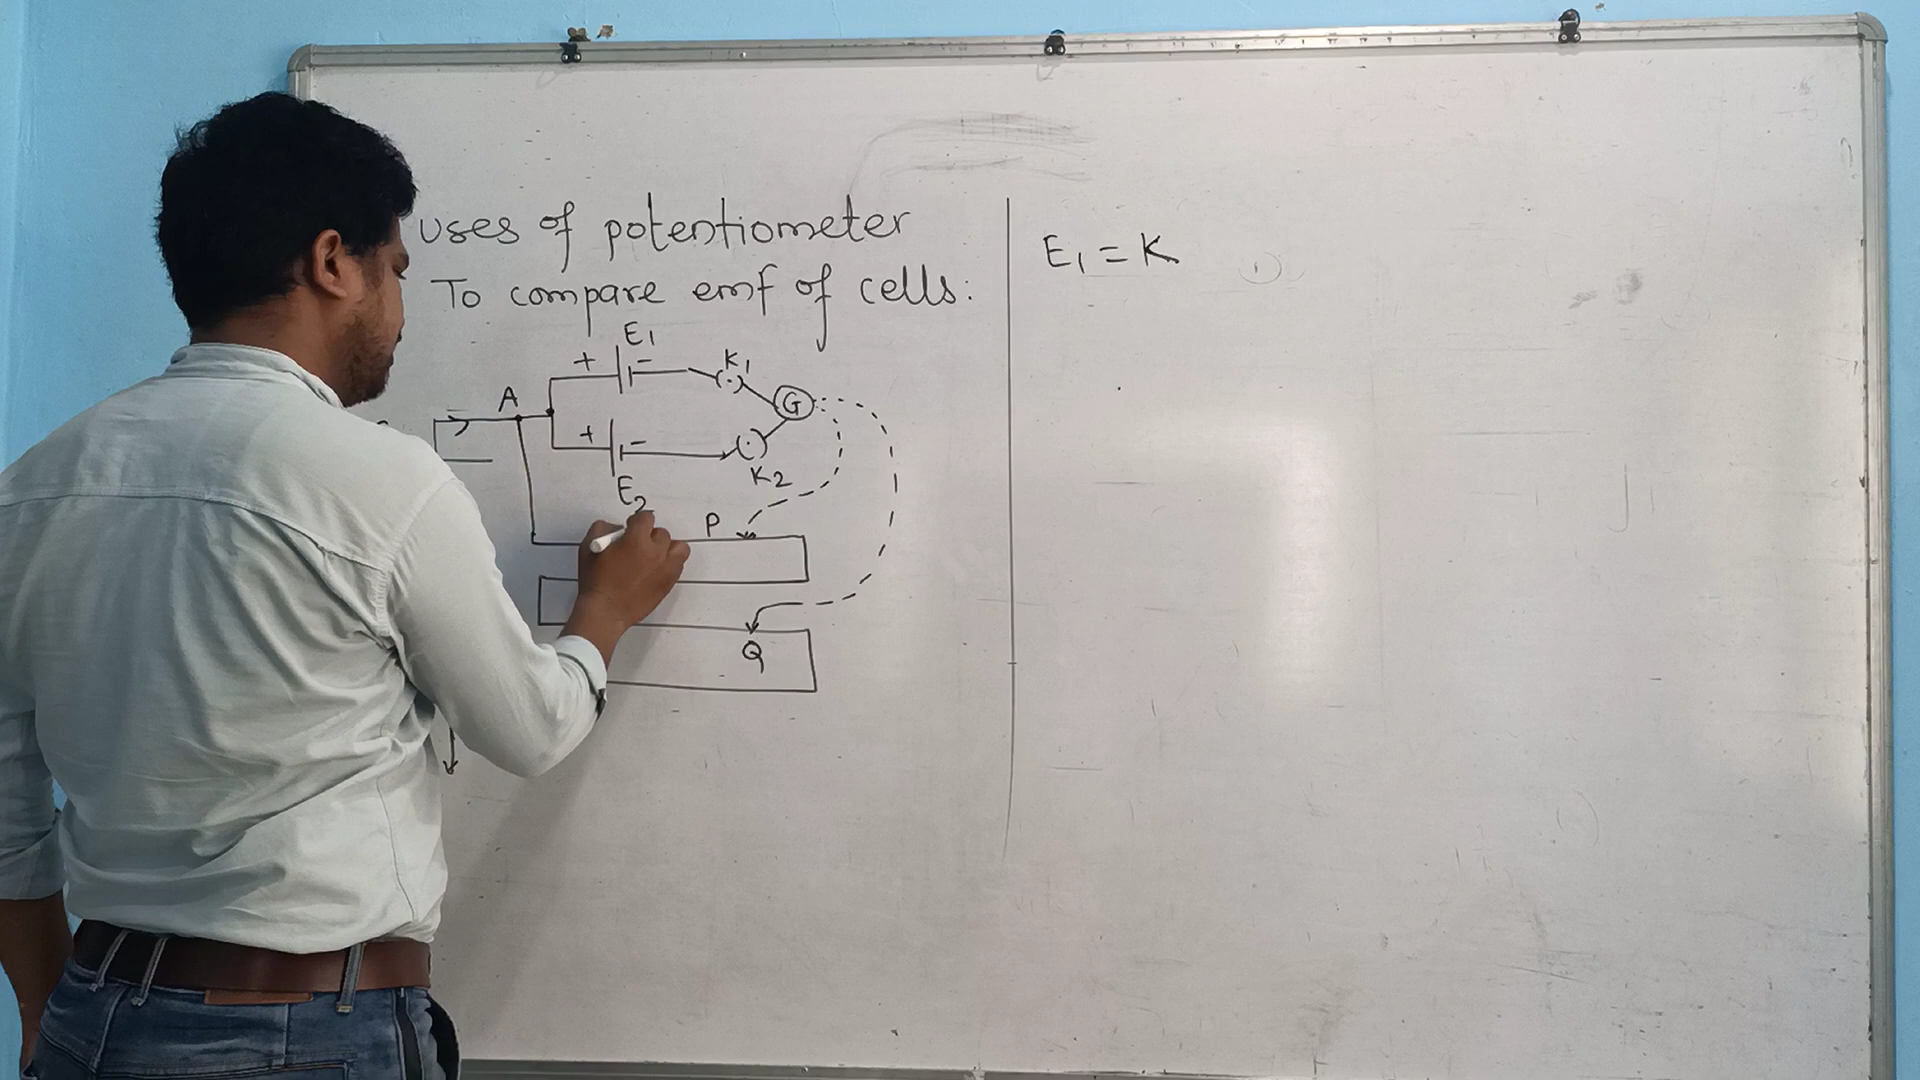 uses of potentiometer
To compare emf of cells:
E1
+ -
K1
A
G
+ -
K2
E2
P
Q
E1 = K